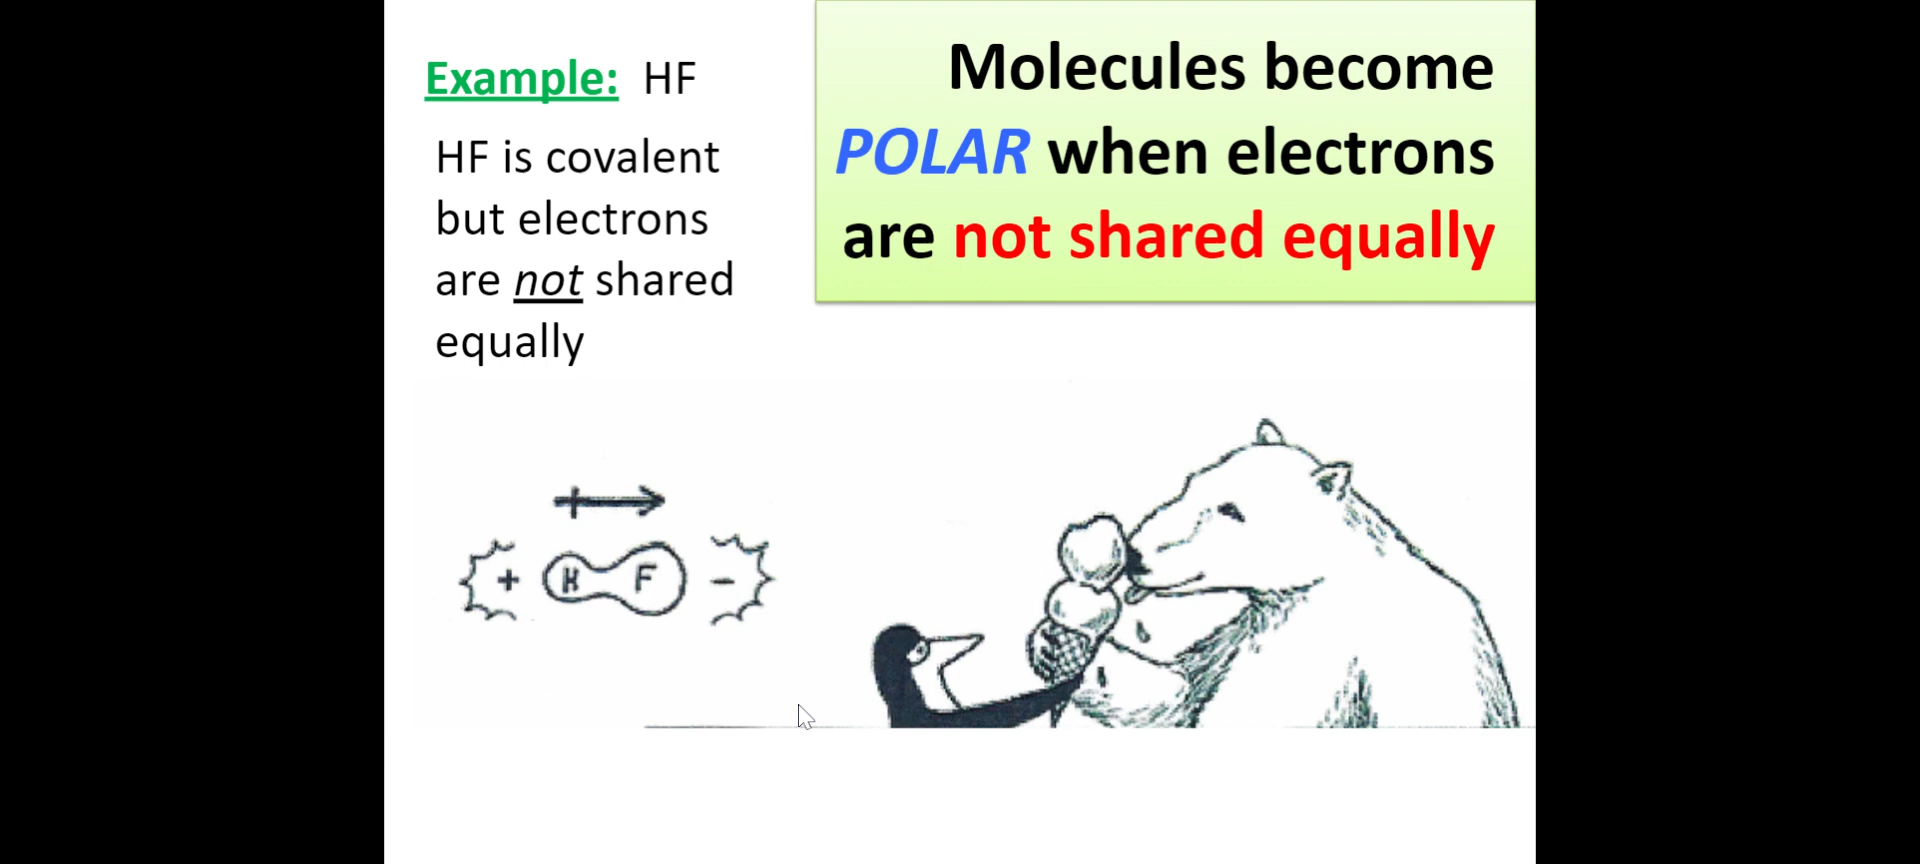 Example: HF
HF is covalent
but electrons
are not shared
equally
Molecules become
POLAR when electrons
are not shared equally
+ H F -